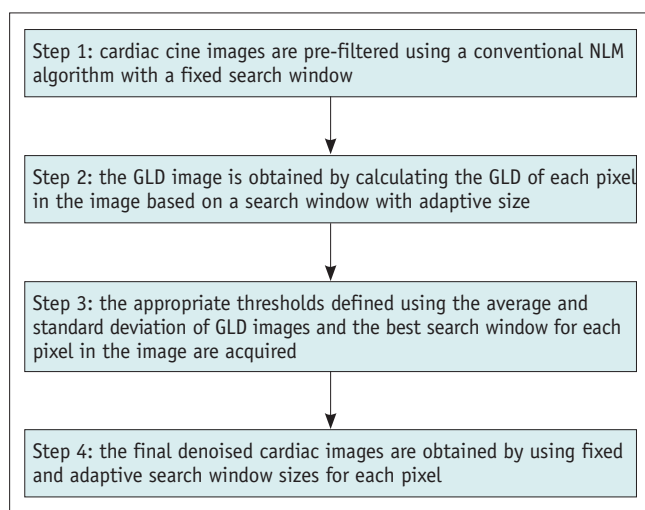 Step 1: cardiac cine images are pre-filtered using a conventional NLM
algorithm with a fixed search window
Step 2: the GLD image is obtained by calculating the GLD of each pixel
in the image based on a search window with adaptive size
Step 3: the appropriate thresholds defined using the average and
standard deviation of GLD images and the best search window for each
pixel in the image are acquired
Step 4: the final denoised cardiac images are obtained by using fixed
and adaptive search window sizes for each pixel